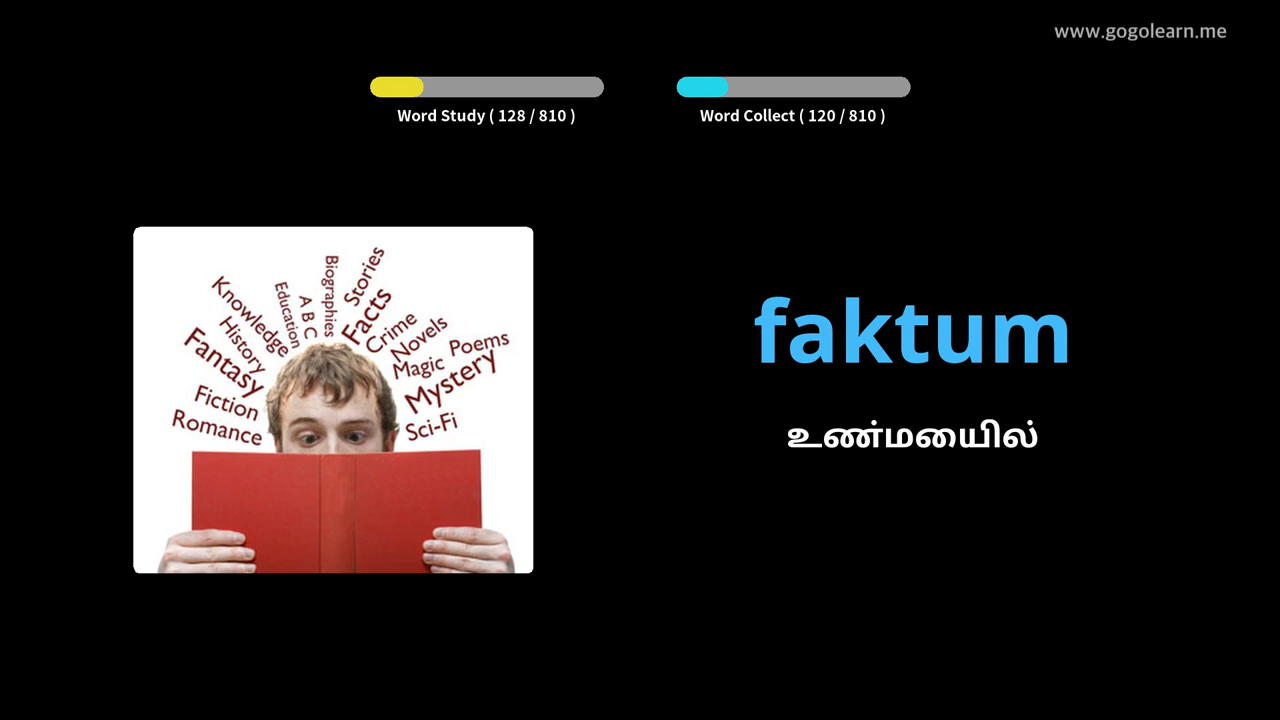 www.gogolearn.me
Word Study ( 128 / 810 )
Word Collect ( 120 / 810 )
Knowledge
History
Fantasy
Fiction
Romance
Education
A B C
Biographies
Stories
Facts
Crime
Novels
Magic
Poems
Mystery
Sci-Fi
faktum
உண்மையில்